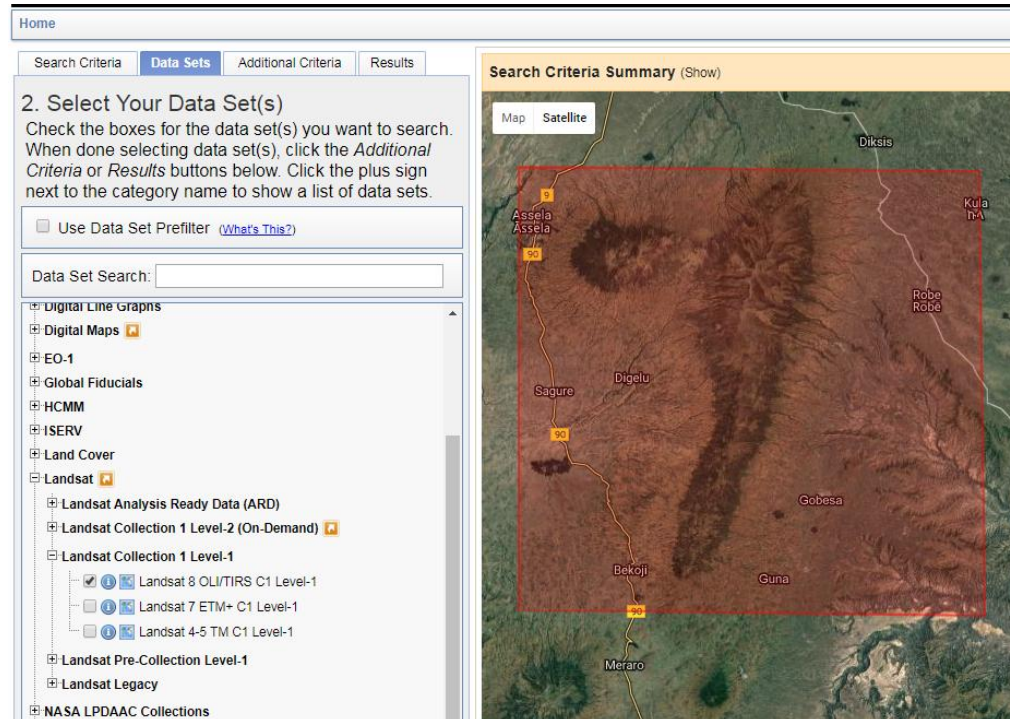 Home
Search Criteria
Data Sets
Additional Criteria
Results
2. Select Your Data Set(s)
Check the boxes for the data set(s) you want to search.
When done selecting data set(s), click the Additional
Criteria or Results buttons below. Click the plus sign
next to the category name to show a list of data sets.
Use Data Set Prefilter (What's This?)
Data Set Search:
Digital Line Graphs
Digital Maps
EO-1
Global Fiducials
HCMM
ISERV
Land Cover
Landsat
Landsat Analysis Ready Data (ARD)
Landsat Collection 1 Level-2 (On-Demand)
Landsat Collection 1 Level-1
Landsat 8 OLI/TIRS C1 Level-1
Landsat 7 ETM+ C1 Level-1
Landsat 4-5 TM C1 Level-1
Landsat Pre-Collection Level-1
Landsat Legacy
NASA LPDAAC Collections
Search Criteria Summary (Show)
Map
Satellite
Diksis
9
Assela
Assela
90
Kula
Robe
Robē
Digelu
Sagure
90
Gobesa
Bekoji
Guna
90
Meraro